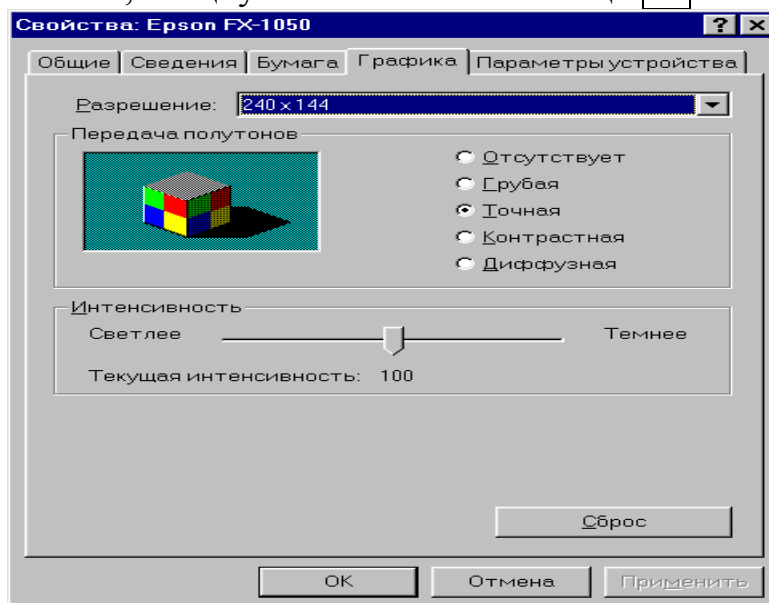 Свойства: Epson FX-1050
Общие Сведения Бумага Графика Параметры устройства
Разрешение: 240 x 144
Передача полутонов
Отсутствует
Грубая
Точная
Контрастная
Диффузная
Интенсивность
Светлее Темнее
Текущая интенсивность: 100
Сброс
OK Отмена Применить